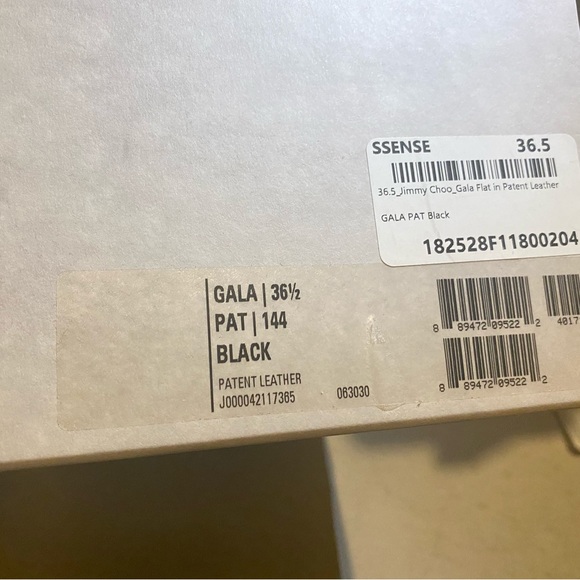 SSENSE 36.5
36.5_Jimmy Choo_Gala Flat in Patent Leather
GALA PAT Black
182528F11800204
GALA | 36½
PAT | 144
BLACK
PATENT LEATHER
J000042117365 063030
8 89472 09522 2
4017
8 89472 09522 2